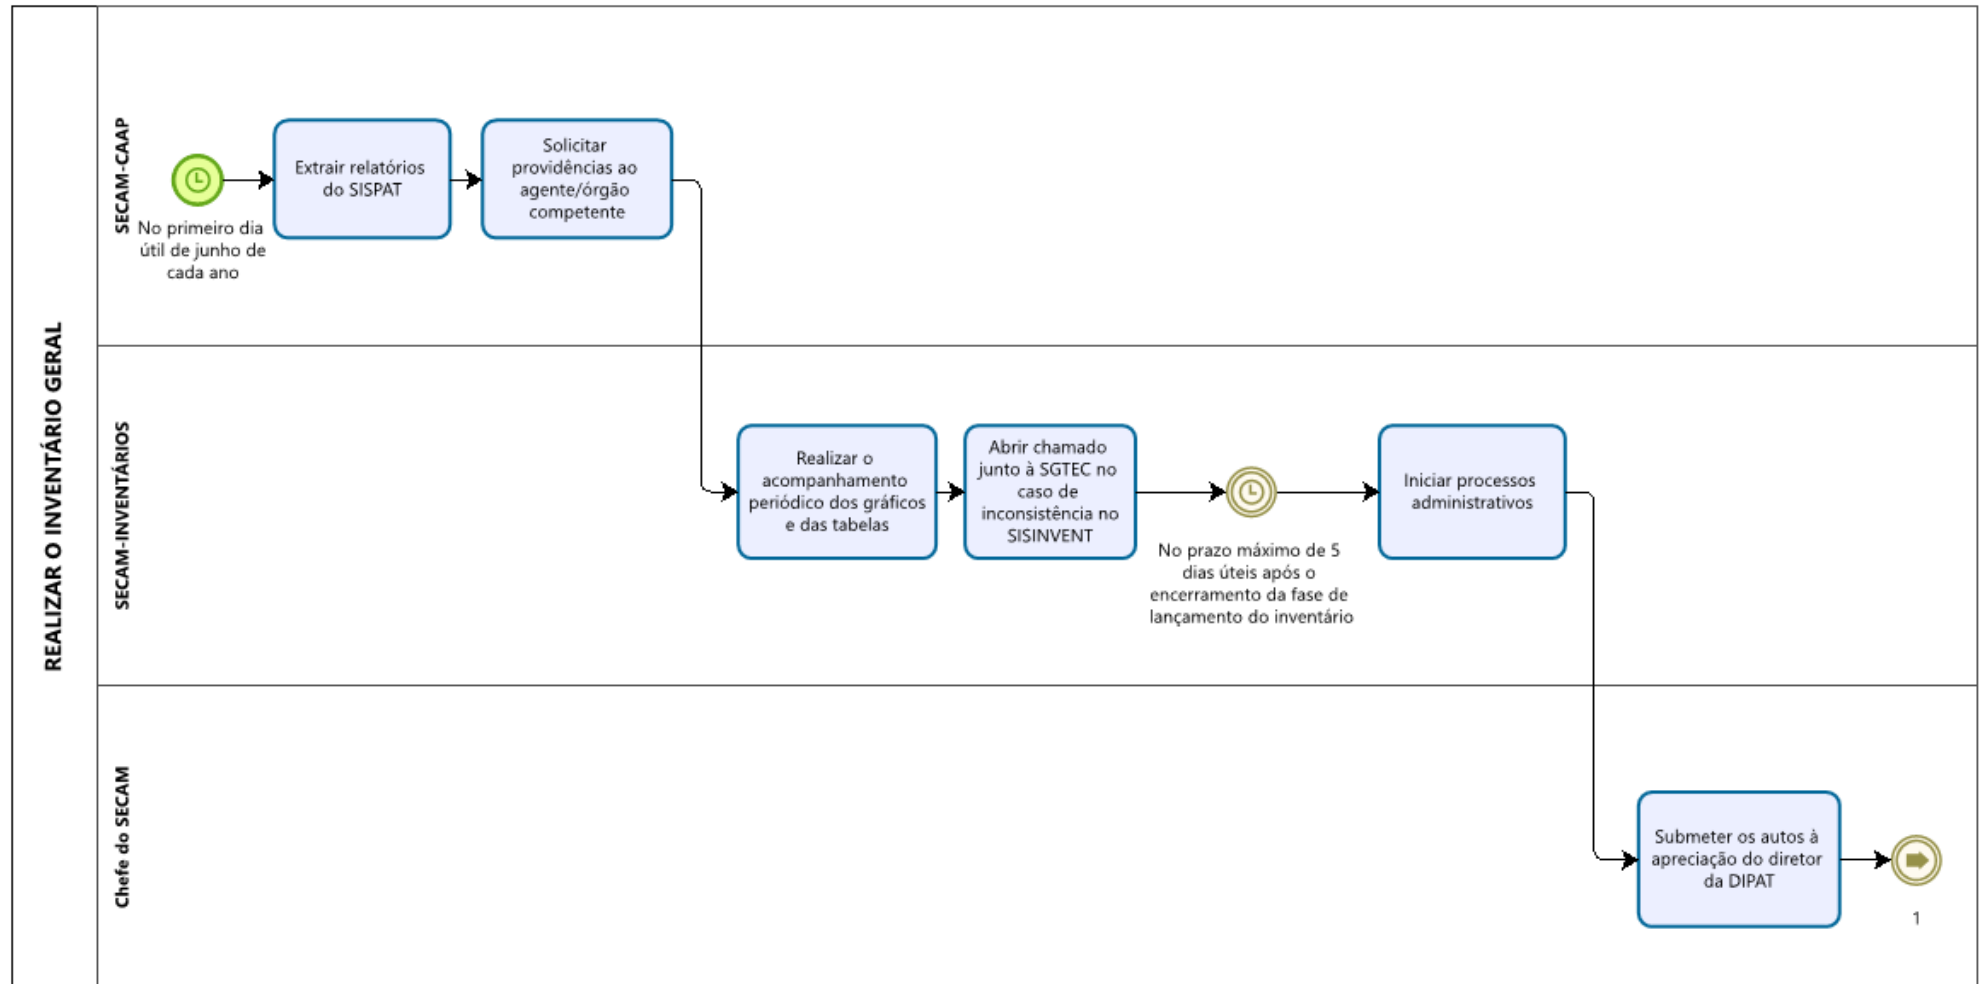 REALIZAR O INVENTÁRIO GERAL
SECAM-CAAP
No primeiro dia
útil de junho de
cada ano
Extrair relatórios
do SISPAT
Solicitar
providências ao
agente/órgão
competente
SECAM-INVENTÁRIOS
Realizar o
acompanhamento
periódico dos gráficos
e das tabelas
Abrir chamado
junto à SGTEC no
caso de
inconsistência no
SISINVENT
No prazo máximo de 5
dias úteis após o
encerramento da fase de
lançamento do inventário
Iniciar processos
administrativos
Chefe do SECAM
Submeter os autos à
apreciação do diretor
da DIPAT
1